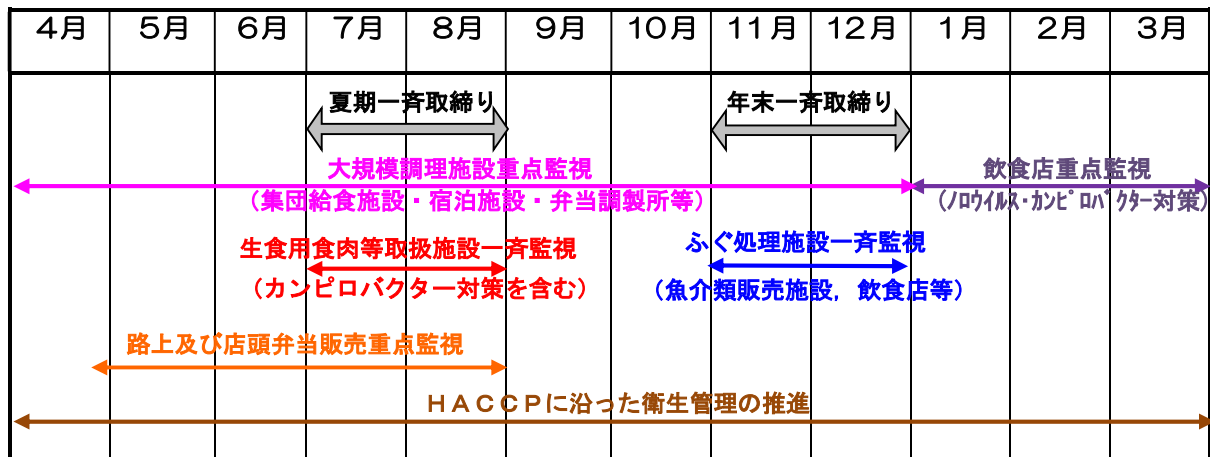 4月 5月 6月 7月 8月 9月 10月 11月 12月 1月 2月 3月
夏期一斉取締り 年末一斉取締り
大規模調理施設重点監視 飲食店重点監視
（集団給食施設・宿泊施設・弁当調製所等） （ﾉﾛｳｲﾙｽ・ｶﾝﾋﾟﾛﾊﾞｸﾀｰ対策）
生食用食肉等取扱施設一斉監視 ふぐ処理施設一斉監視
（カンピロバクター対策を含む） （魚介類販売施設，飲食店等）
路上及び店頭弁当販売重点監視
ＨＡＣＣＰに沿った衛生管理の推進